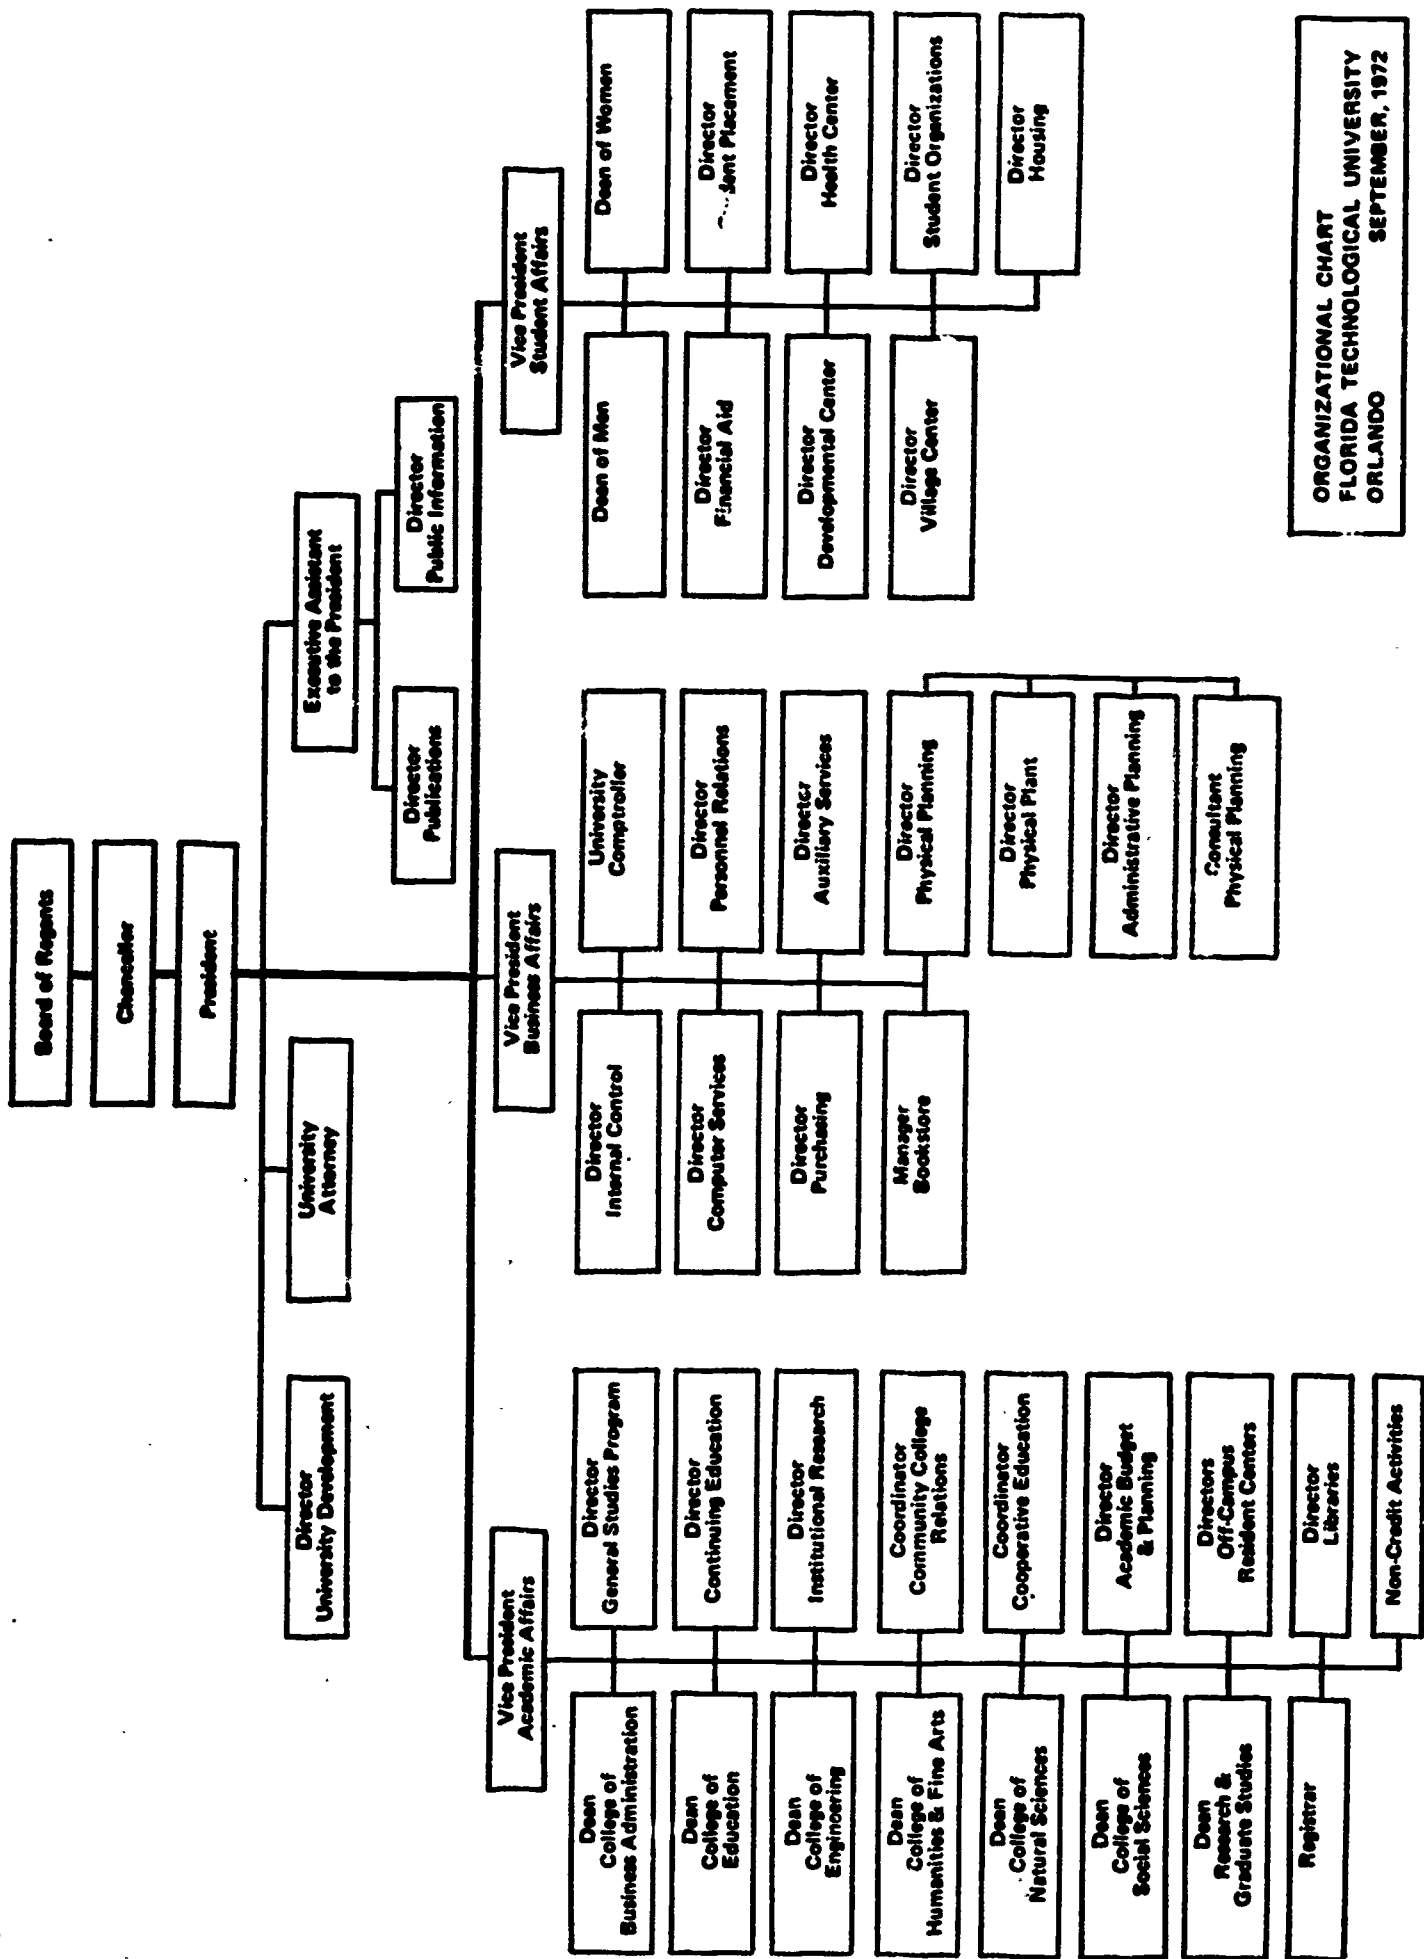 Board of Regents
Chancellor
President
Director
University Development
University
Attorney
Executive Assistant
to the President
Director
Publications
Director
Public Information
Vice President
Academic Affairs
Vice President
Business Affairs
Vice President
Student Affairs
Dean
College of
Business Administration
Director
General Studies Program
Dean
College of
Education
Director
Continuing Education
Dean
College of
Engineering
Director
Institutional Research
Dean
College of
Humanities & Fine Arts
Coordinator
Community College
Relations
Dean
College of
Natural Sciences
Coordinator
Cooperative Education
Dean
College of
Social Sciences
Director
Academic Budget
& Planning
Dean
Research &
Graduate Studies
Directors
Off-Campus
Resident Centers
Registrar
Director
Libraries
Non-Credit Activities
Director
Internal Control
University
Comptroller
Director
Computer Services
Director
Personnel Relations
Director
Purchasing
Director
Auxiliary Services
Manager
Bookstore
Director
Physical Planning
Director
Physical Plant
Director
Administrative Planning
Consultant
Physical Planning
Dean of Men
Dean of Women
Director
Financial Aid
Director
Placement
Director
Developmental Center
Director
Health Center
Director
Village Center
Director
Student Organizations
Director
Housing
ORGANIZATIONAL CHART
FLORIDA TECHNOLOGICAL UNIVERSITY
ORLANDO SEPTEMBER, 1972